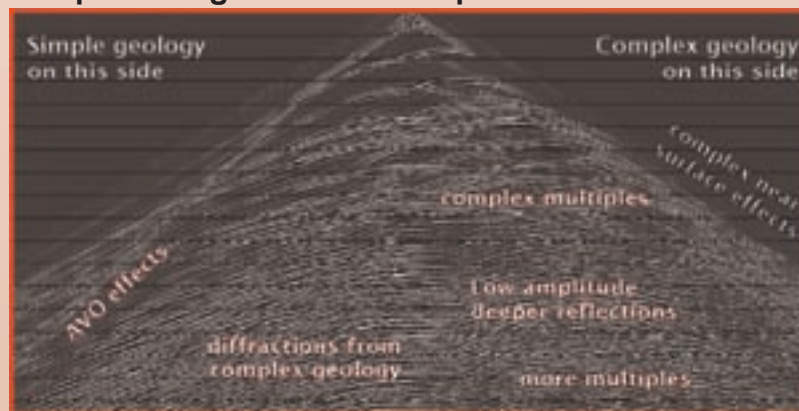 Simple geology
on this side
Complex geology
on this side
complex near
surface effects
complex multiples
AVO effects
Low amplitude
deeper reflections
diffractions from
complex geology
more multiples